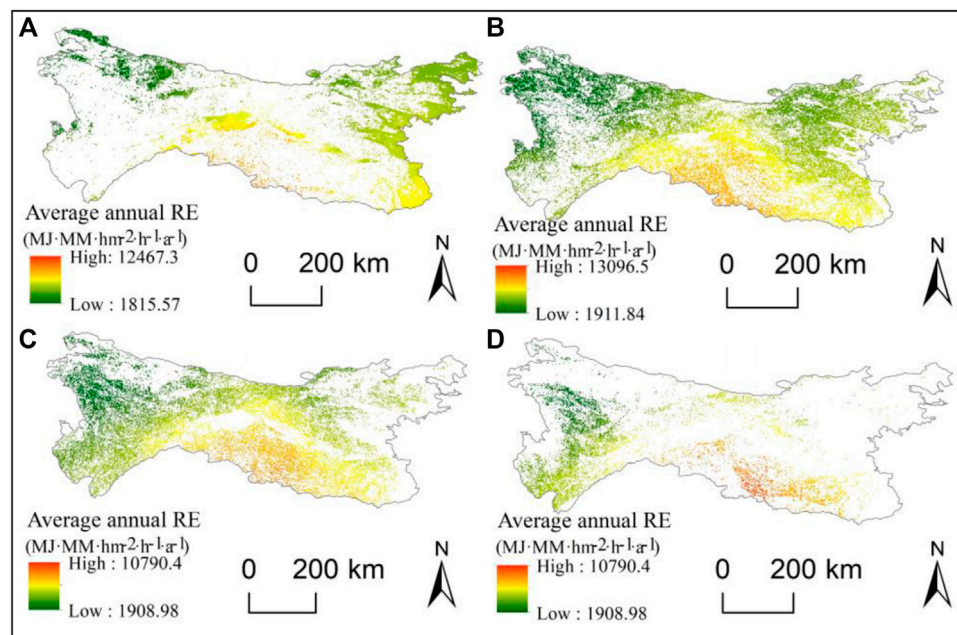 A
Average annual RE
(MJ·MM·hm-2·h-1·a-1)
High: 12467.3
Low : 1815.57
0 200 km
N
B
Average annual RE
(MJ·MM·hm-2·h-1·a-1)
High : 13096.5
Low : 1911.84
0 200 km
N
C
Average annual RE
(MJ·MM·hm-2·h-1·a-1)
High : 10790.4
Low : 1908.98
0 200 km
N
D
Average annual RE
(MJ·MM·hm-2·h-1·a-1)
High : 10790.4
Low : 1908.98
0 200 km
N